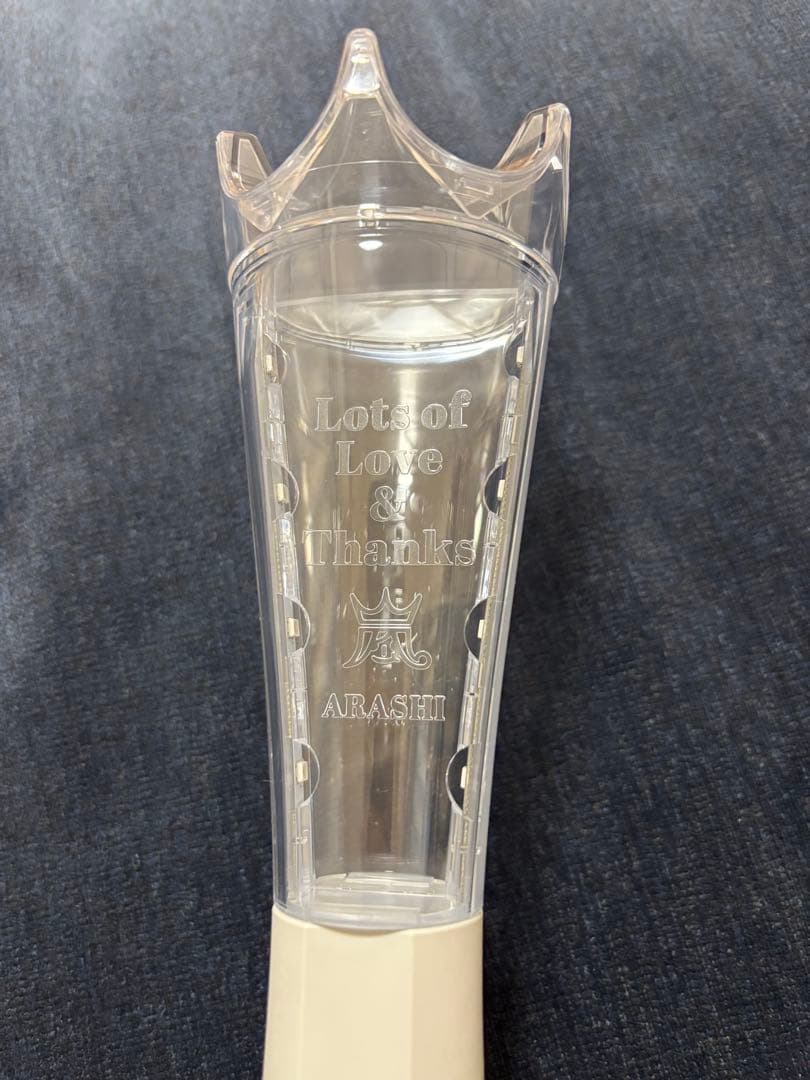 Lots of
Love
&
Thanks
嵐
ARASHI